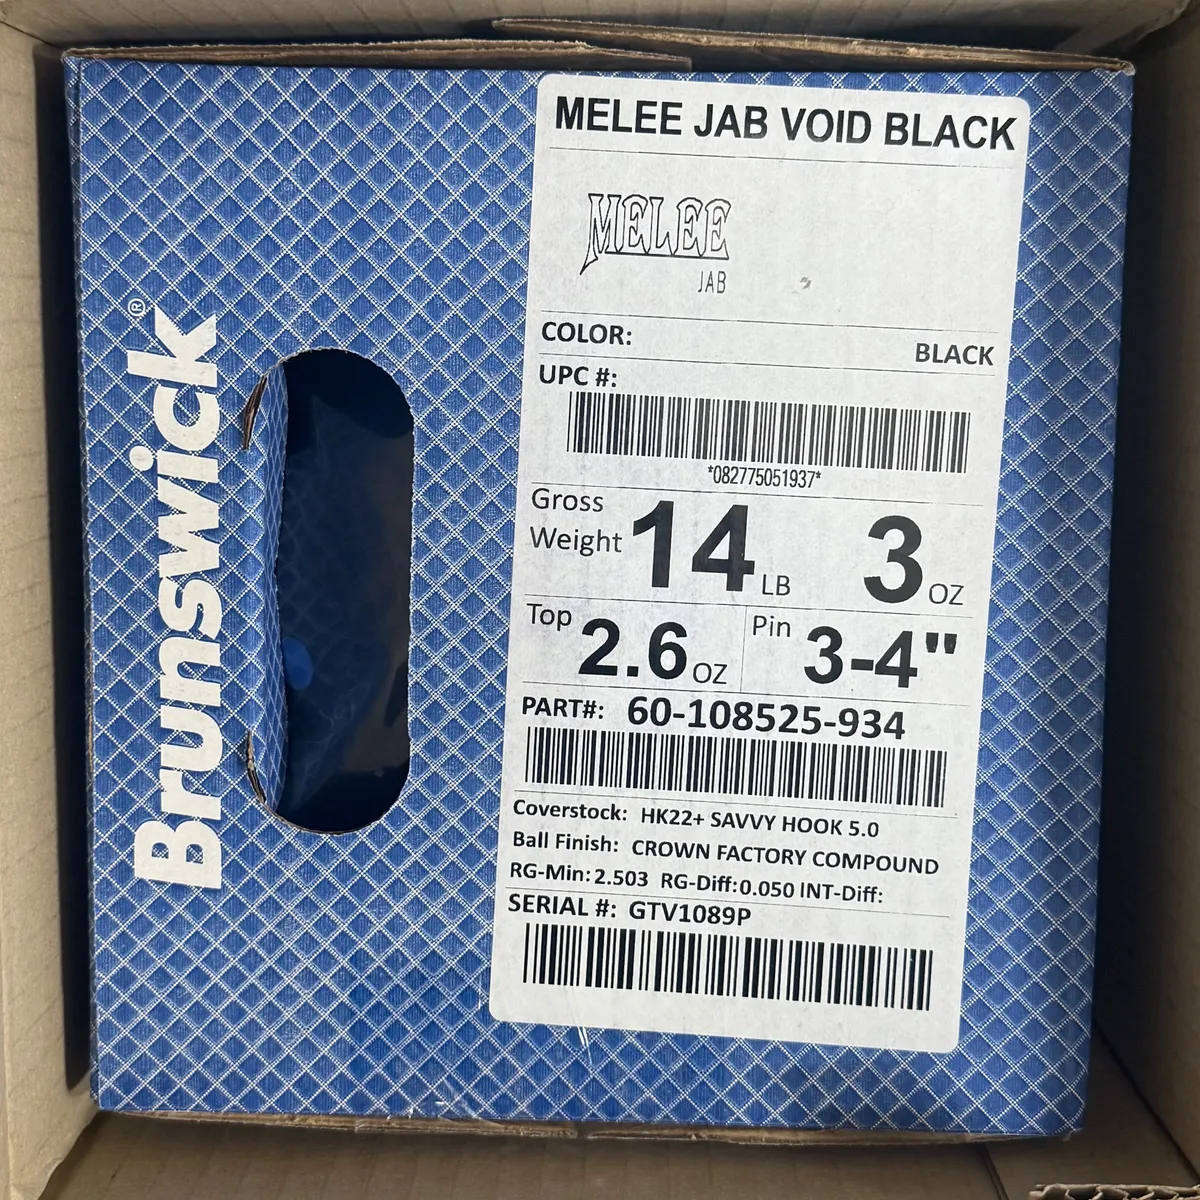 Brunswick®
MELEE JAB VOID BLACK
MELEE
JAB
COLOR: BLACK
UPC #:
*082775051937*
Gross Weight 14 LB 3 OZ
Top 2.6 OZ Pin 3-4"
PART#: 60-108525-934
Coverstock: HK22+ SAVVY HOOK 5.0
Ball Finish: CROWN FACTORY COMPOUND
RG-Min: 2.503 RG-Diff: 0.050 INT-Diff:
SERIAL #: GTV1089P